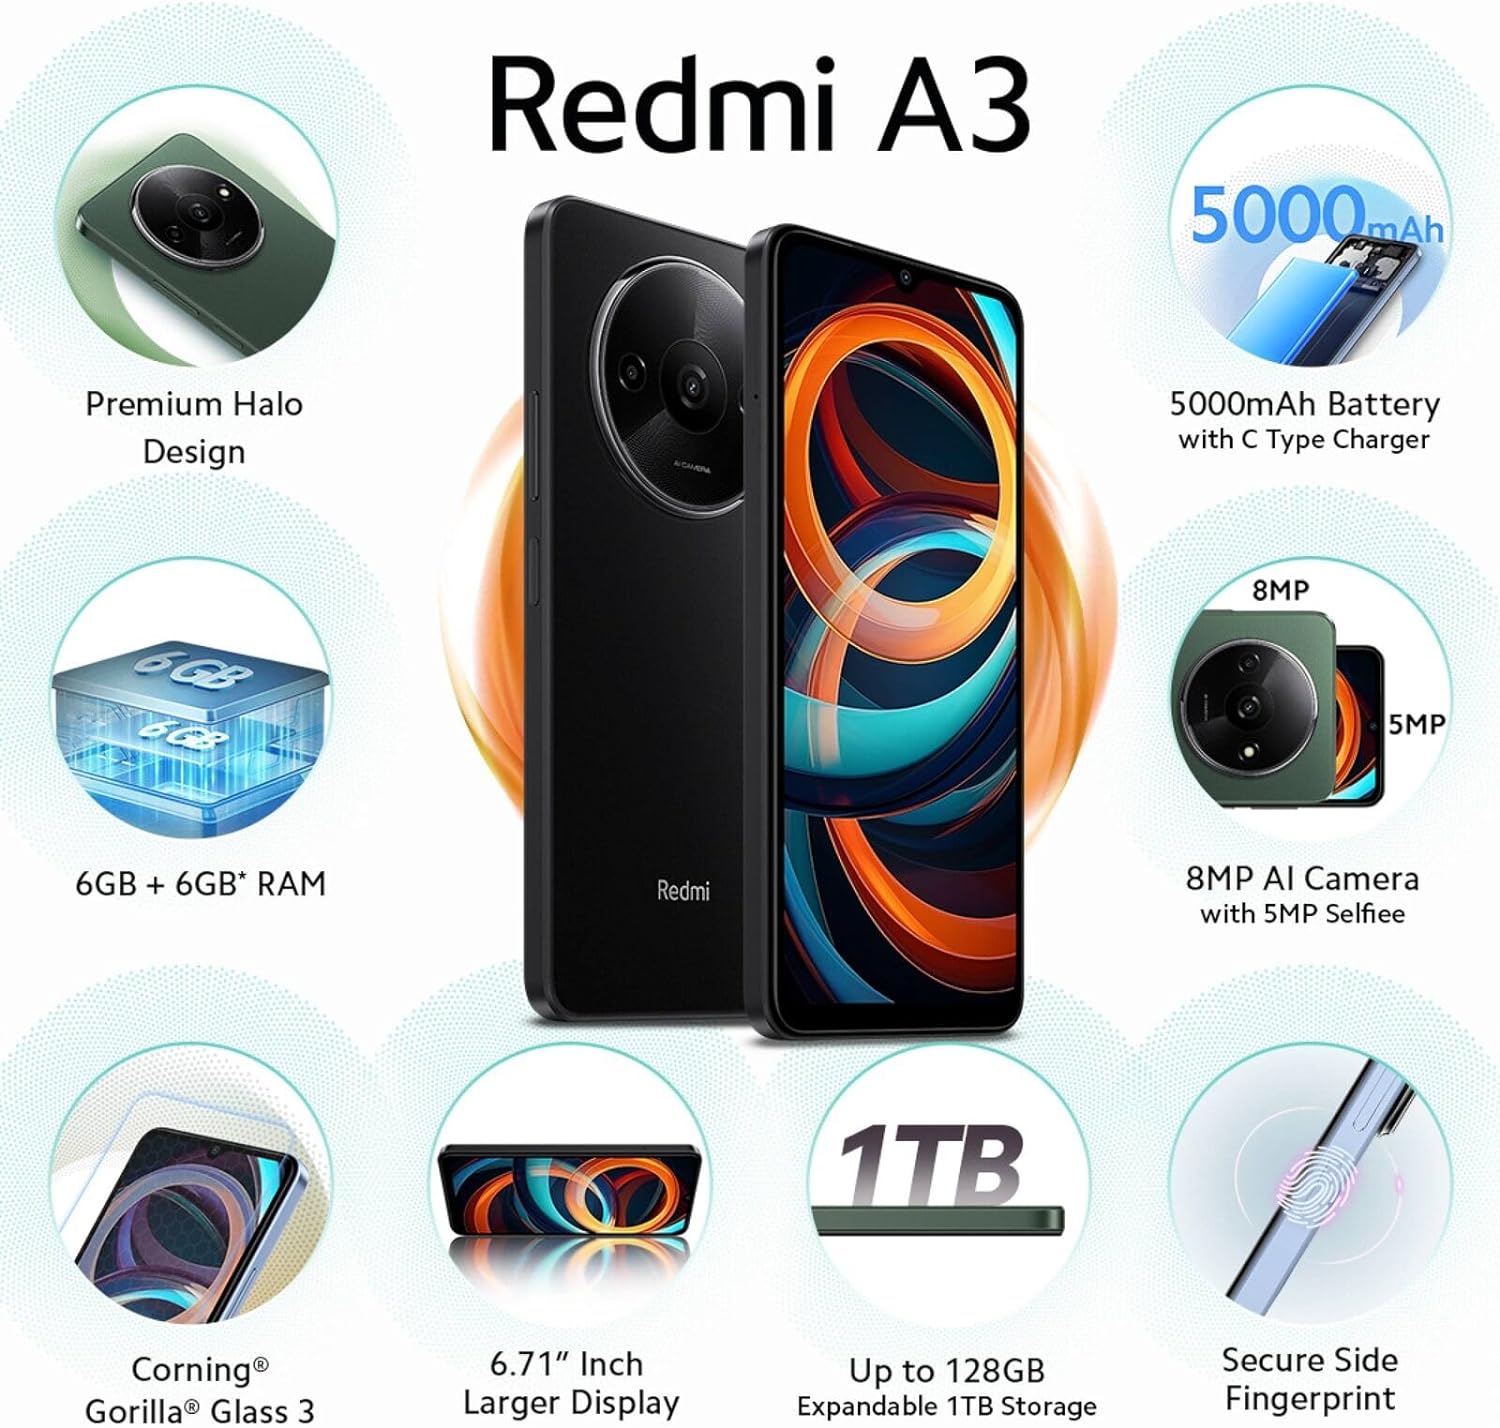 Redmi A3
Premium Halo
Design
5000mAh
5000mAh Battery
with C Type Charger
AI CAMERA
Redmi
6GB
6GB
6GB + 6GB* RAM
8MP
5MP
8MP AI Camera
with 5MP Selfiee
Corning®
Gorilla® Glass 3
6.71” Inch
Larger Display
1TB
Up to 128GB
Expandable 1TB Storage
Secure Side
Fingerprint